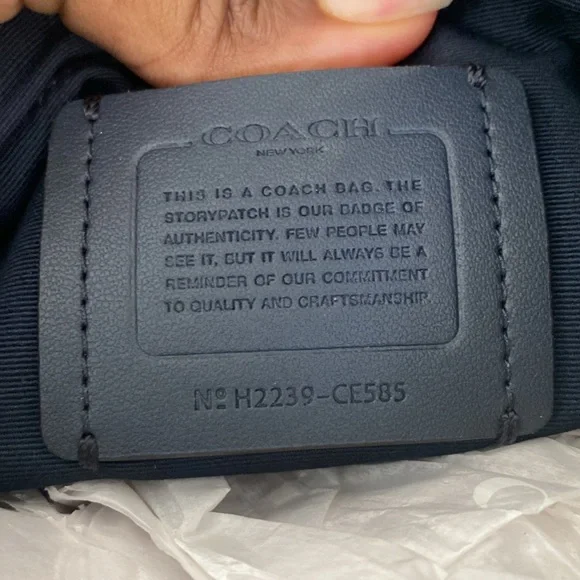 COACH
NEW YORK
THIS IS A COACH BAG. THE
STORYPATCH IS OUR BADGE OF
AUTHENTICITY. FEW PEOPLE MAY
SEE IT, BUT IT WILL ALWAYS BE A
REMINDER OF OUR COMMITMENT
TO QUALITY AND CRAFTSMANSHIP.
Nº H2239-CE585